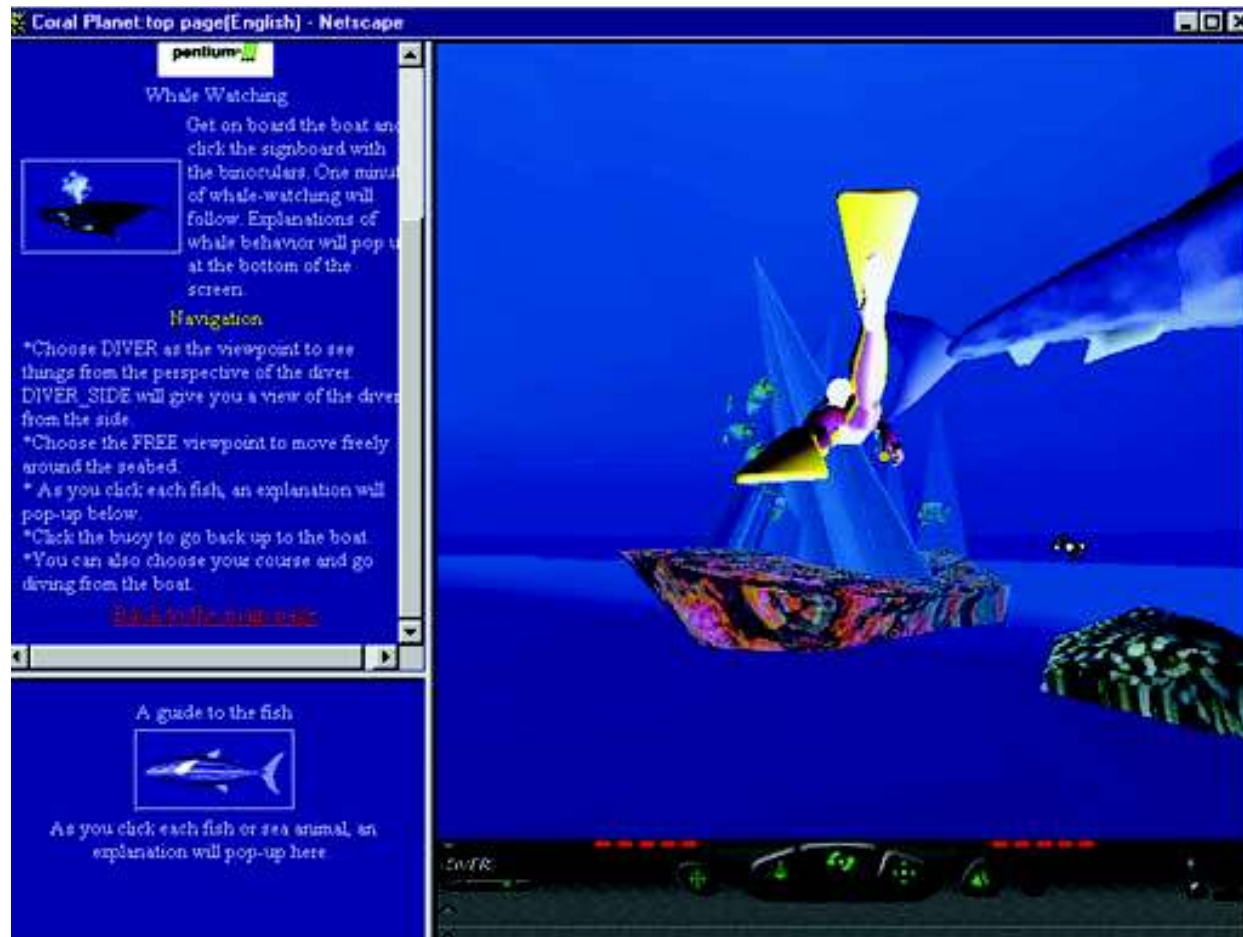 Coral Planet top page(English) - Netscape
pentium
Whale Watching
Get on board the boat and
click the signboard with
the binoculars. One minut
of whale-watching will
follow. Explanations of
whale behavior will pop u
at the bottom of the
screen.
Navigation
*Choose DIVER as the viewpoint to see
things from the perspective of the diver.
DIVER_SIDE will give you a view of the diver
from the side.
*Choose the FREE viewpoint to move freely
around the seabed.
* As you click each fish, an explanation will
pop-up below.
*Click the buoy to go back up to the boat.
*You can also choose your course and go
diving from the boat.
A guide to the fish
As you click each fish or sea animal, an
explanation will pop-up here.